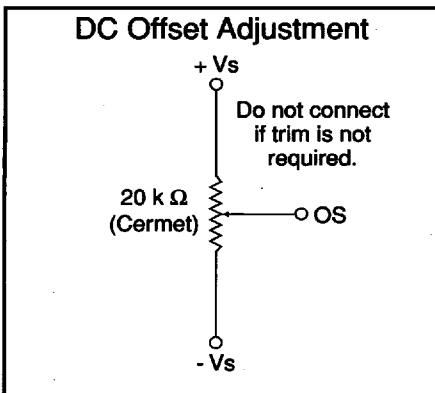 DC Offset Adjustment
+ Vs
Do not connect
if trim is not
required.
20 k Ω
(Cermet)
OS
- Vs